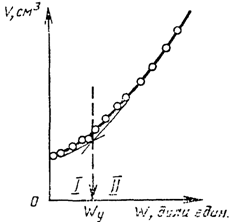 V, см³
I II
0 Wу W, доли един.